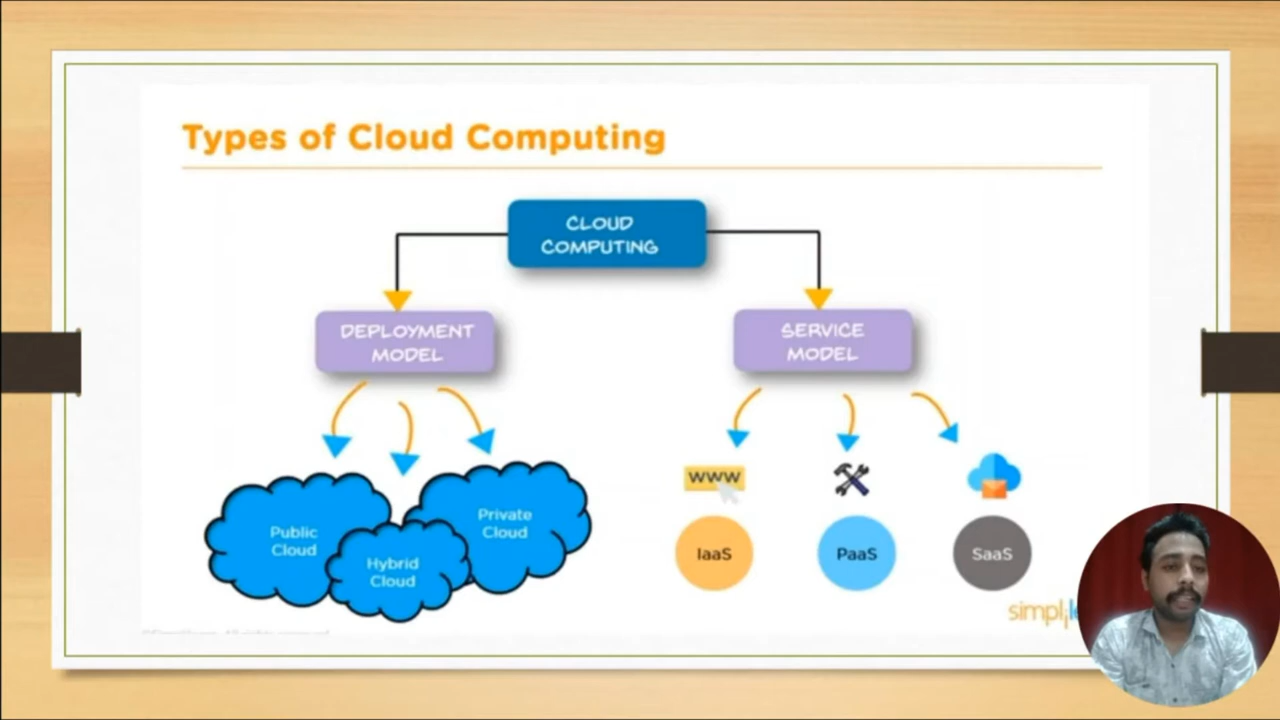 Types of Cloud Computing
CLOUD
COMPUTING
DEPLOYMENT
MODEL
SERVICE
MODEL
Public
Cloud
Hybrid
Cloud
Private
Cloud
WWW
IaaS
PaaS
SaaS